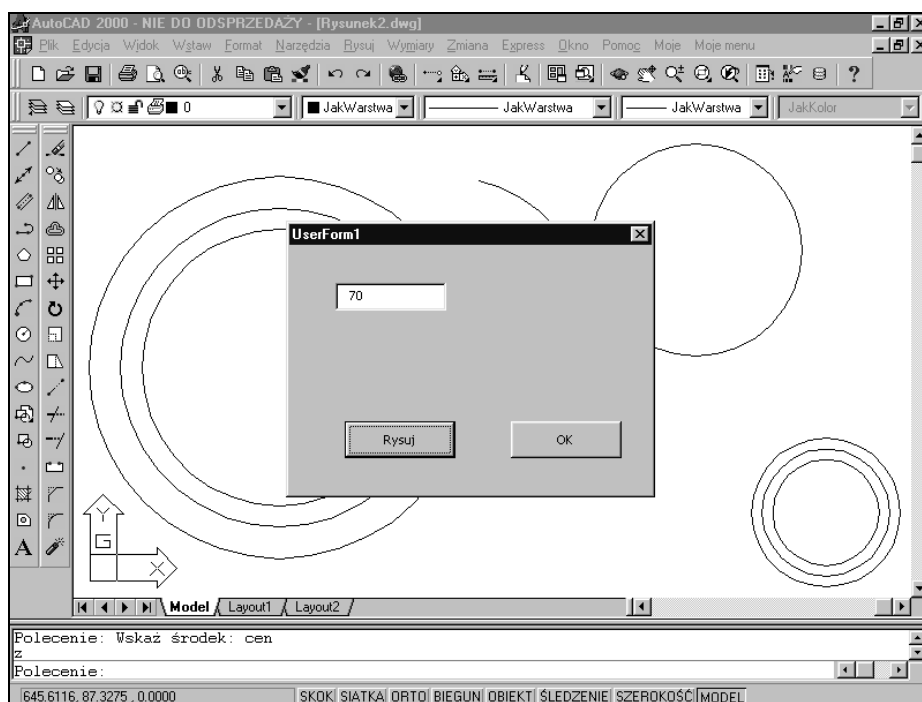 AutoCAD 2000 - NIE DO ODSPRZEDAŻY - [Rysunek2.dwg]
Plik Edycja Widok Wstaw Format Narzędzia Rysuj Wymiary Zmiana Express Okno Pomoc Moje Moje menu
0 JakWarstwa JakWarstwa JakWarstwa JakKolor
UserForm1
70
Rysuj OK
Y
G
X
A
Model Layout1 Layout2
Polecenie: Wskaż środek: cen
z
Polecenie:
645.6116, 87.3275 , 0.0000 SKOK SIATKA ORTO BIEGUN OBIEKT ŚLEDZENIE SZEROKOŚĆ MODEL